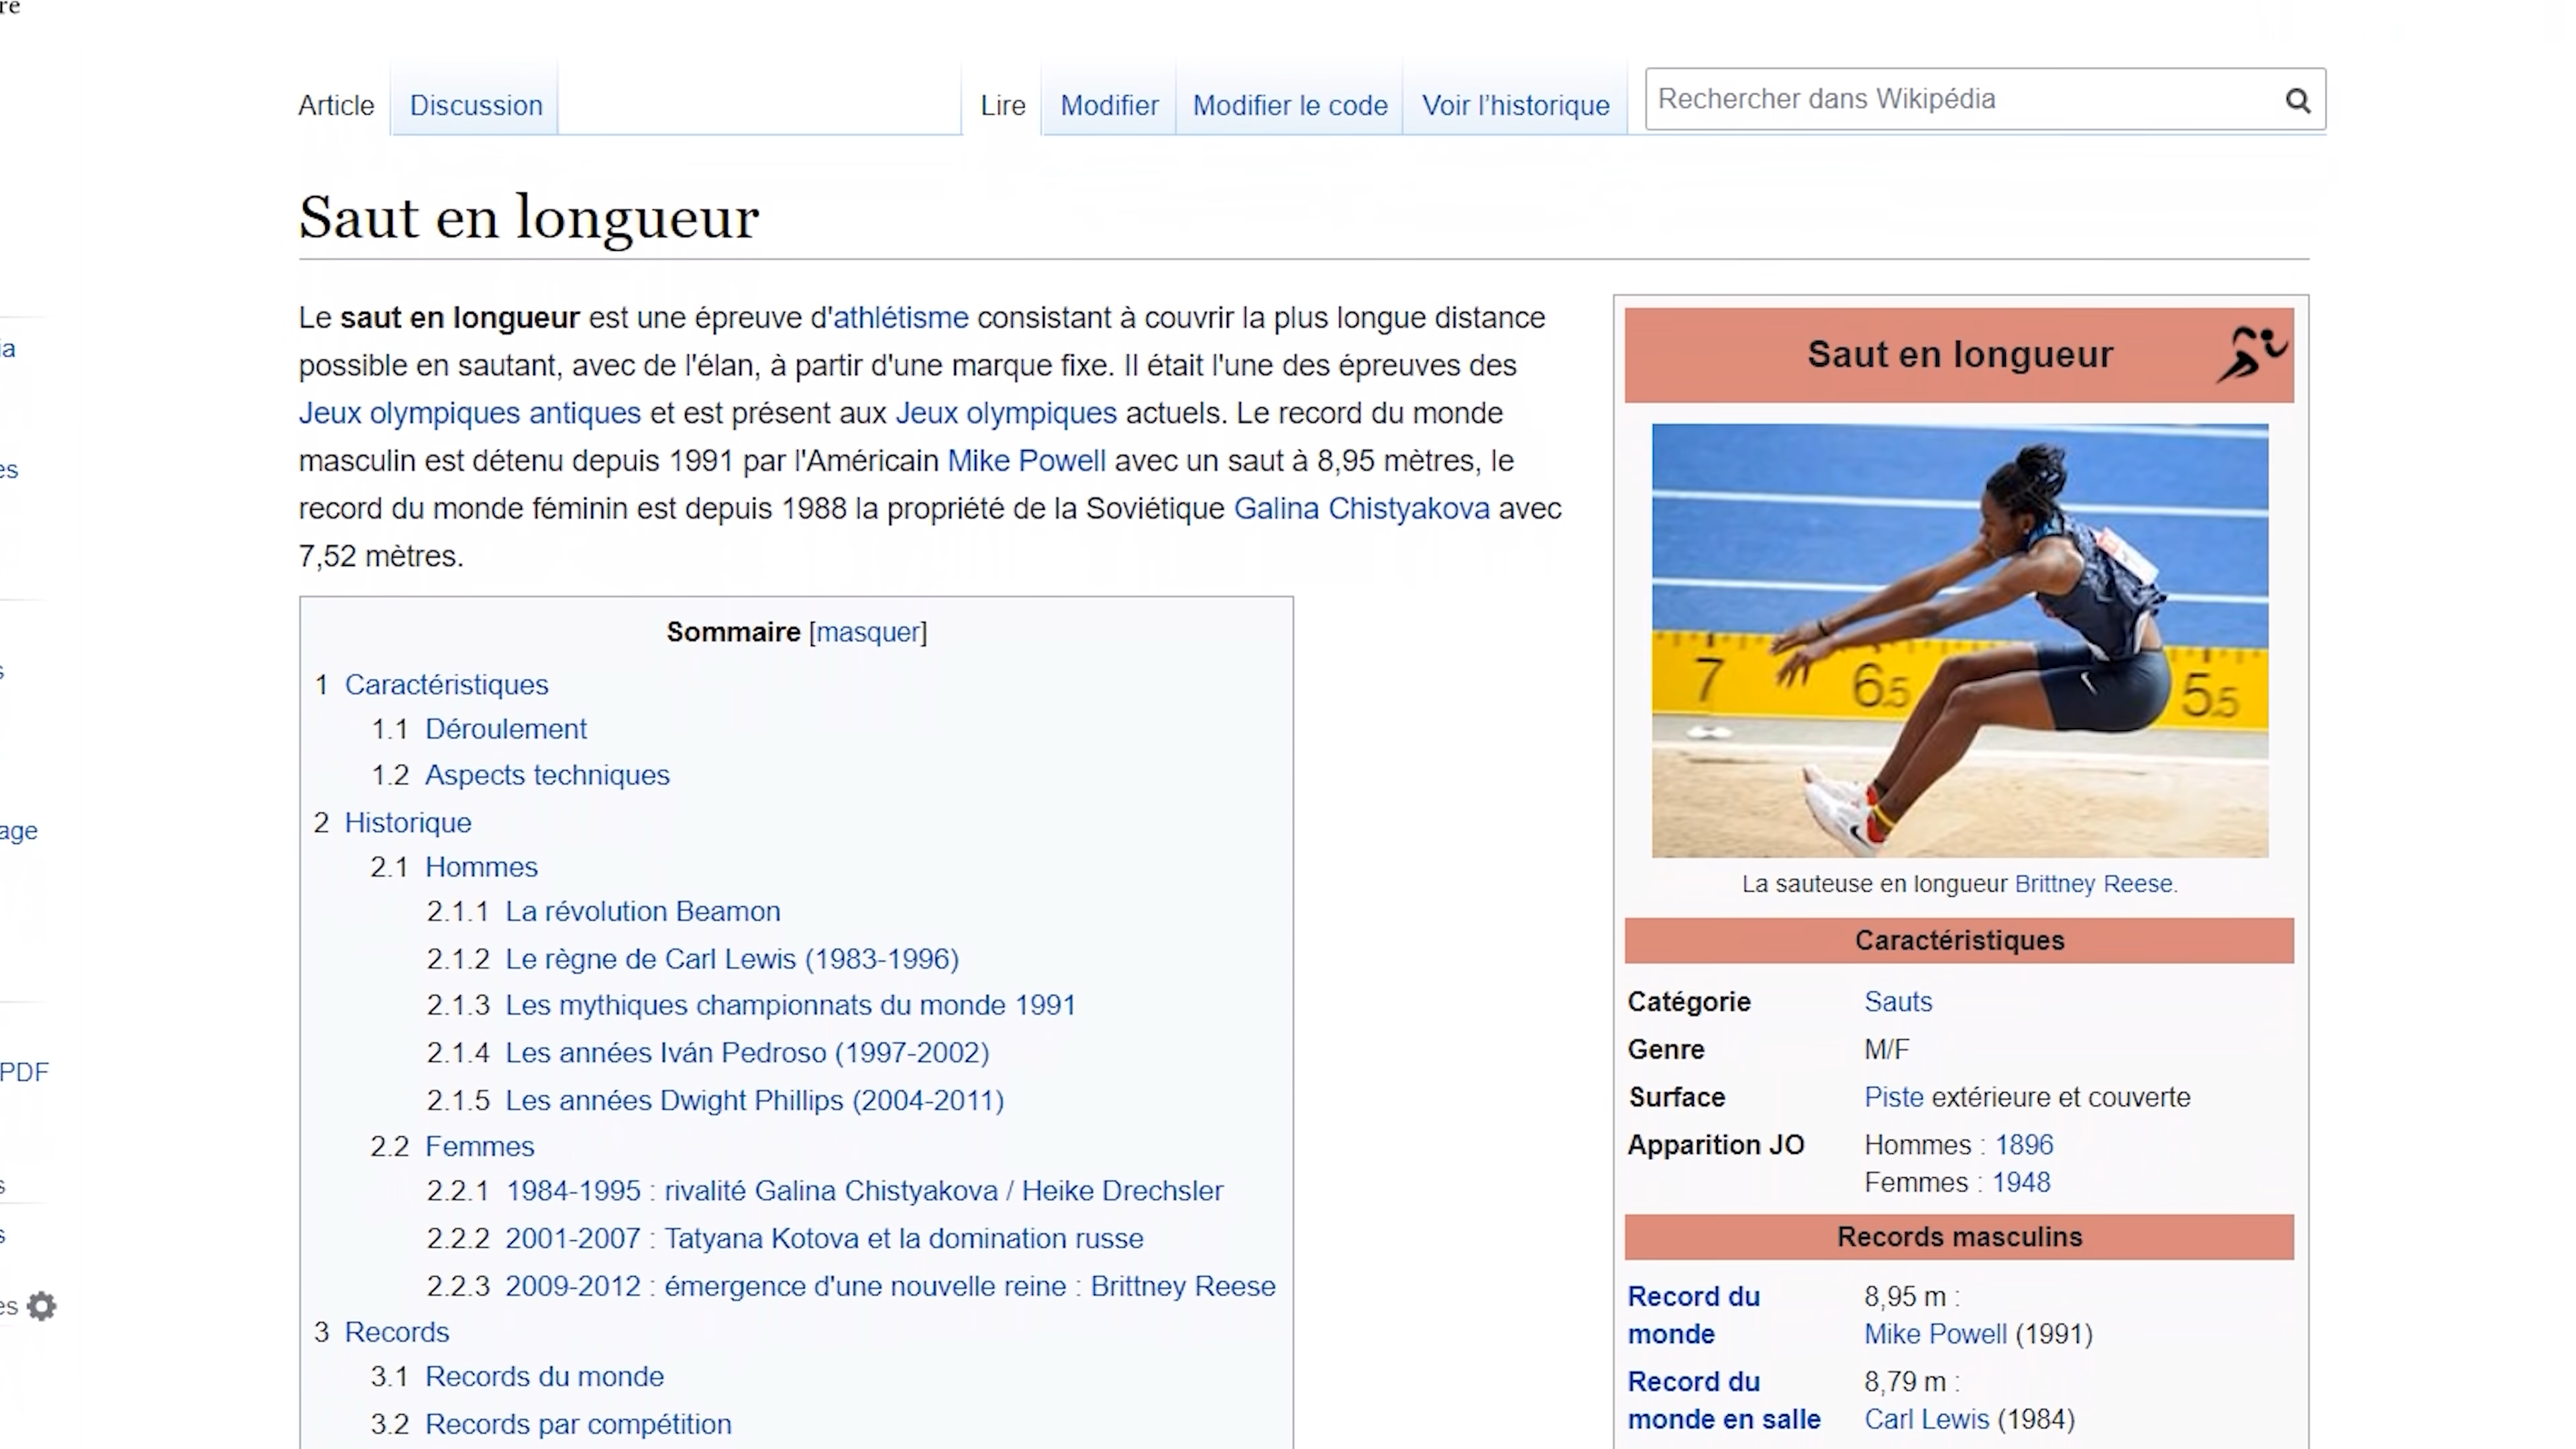 Article
Discussion
Lire
Modifier
Modifier le code
Voir l'historique
Rechercher dans Wikipédia
Saut en longueur
Le saut en longueur est une épreuve d'athlétisme consistant à couvrir la plus longue distance
possible en sautant, avec de l'élan, à partir d'une marque fixe. Il était l'une des épreuves des
Jeux olympiques antiques et est présent aux Jeux olympiques actuels. Le record du monde
masculin est détenu depuis 1991 par l'Américain Mike Powell avec un saut à 8,95 mètres, le
record du monde féminin est depuis 1988 la propriété de la Soviétique Galina Chistyakova avec
7,52 mètres.
Sommaire [masquer]
1 Caractéristiques
1.1 Déroulement
1.2 Aspects techniques
2 Historique
2.1 Hommes
2.1.1 La révolution Beamon
2.1.2 Le règne de Carl Lewis (1983-1996)
2.1.3 Les mythiques championnats du monde 1991
2.1.4 Les années Iván Pedroso (1997-2002)
2.1.5 Les années Dwight Phillips (2004-2011)
2.2 Femmes
2.2.1 1984-1995 : rivalité Galina Chistyakova / Heike Drechsler
2.2.2 2001-2007 : Tatyana Kotova et la domination russe
2.2.3 2009-2012 : émergence d'une nouvelle reine : Brittney Reese
3 Records
3.1 Records du monde
3.2 Records par compétition
Saut en longueur
7 6.5 5.5
La sauteuse en longueur Brittney Reese.
Caractéristiques
Catégorie Sauts
Genre M/F
Surface Piste extérieure et couverte
Apparition JO Hommes : 1896
Femmes : 1948
Records masculins
Record du 8,95 m :
monde Mike Powell (1991)
Record du 8,79 m :
monde en salle Carl Lewis (1984)
PDF